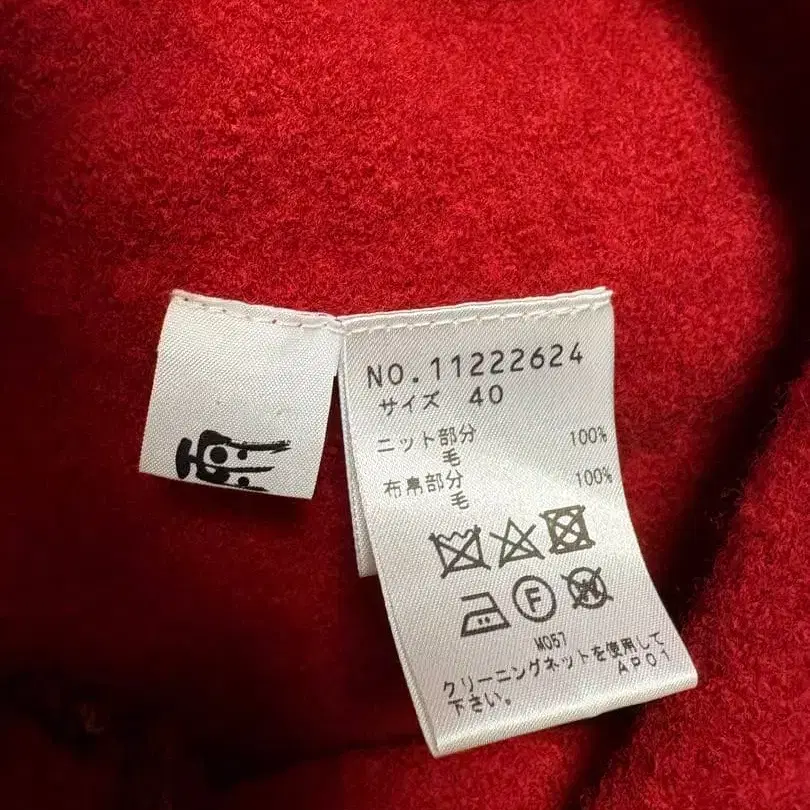 NO.11222624
サイズ 40
ニット部分
毛 100%
布帛部分
毛 100%
F
W
M057
クリーニングネットを使用して
下さい。 AP01